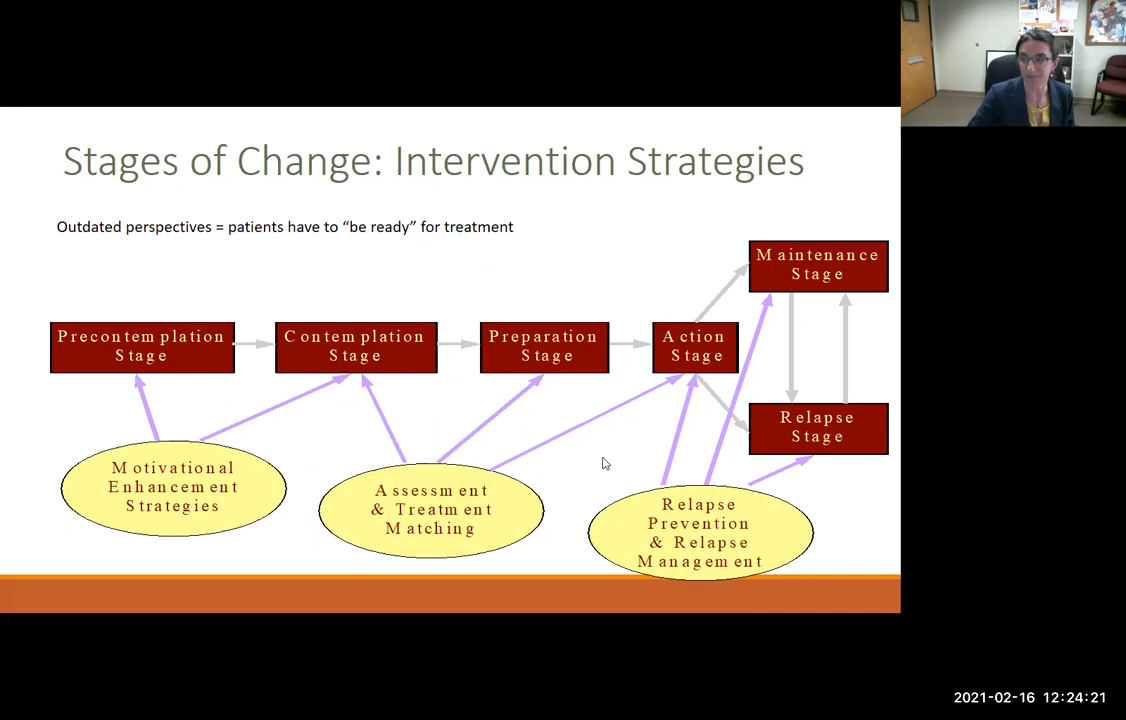 Stages of Change: Intervention Strategies
Outdated perspectives = patients have to “be ready” for treatment
Maintenance
Stage
Precontemplation
Stage
Contemplation
Stage
Preparation
Stage
Action
Stage
Relapse
Stage
Motivational
Enhancement
Strategies
Assessment
& Treatment
Matching
Relapse
Prevention
& Relapse
Management
2021-02-16 12:24:21